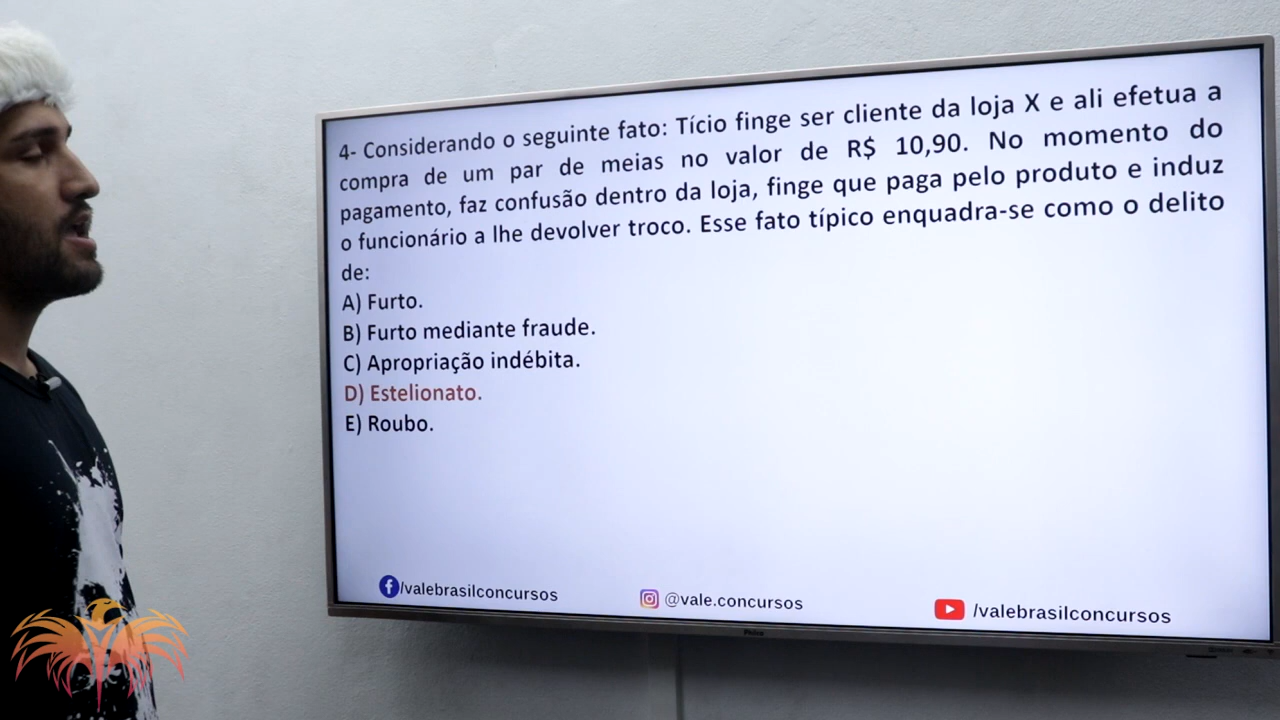 4- Considerando o seguinte fato: Tício finge ser cliente da loja X e ali efetua a
compra de um par de meias no valor de R$ 10,90. No momento do
pagamento, faz confusão dentro da loja, finge que paga pelo produto e induz
o funcionário a lhe devolver troco. Esse fato típico enquadra-se como o delito
de:
A) Furto.
B) Furto mediante fraude.
C) Apropriação indébita.
D) Estelionato.
E) Roubo.
/valebrasilconcursos @vale.concursos /valebrasilconcursos
Philco